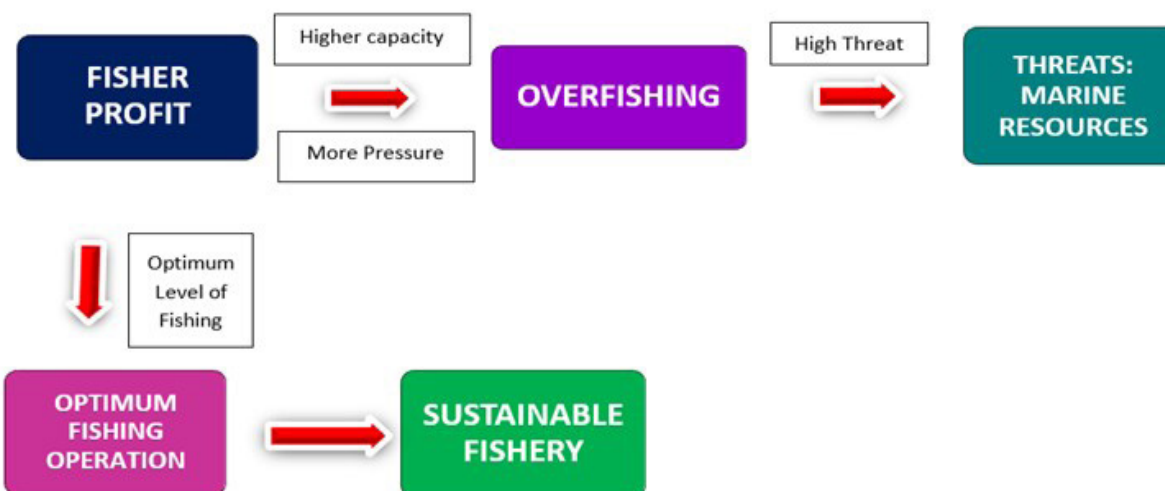 FISHER
PROFIT
Higher capacity
More Pressure
OVERFISHING
High Threat
THREATS:
MARINE
RESOURCES
Optimum
Level of
Fishing
OPTIMUM
FISHING
OPERATION
SUSTAINABLE
FISHERY